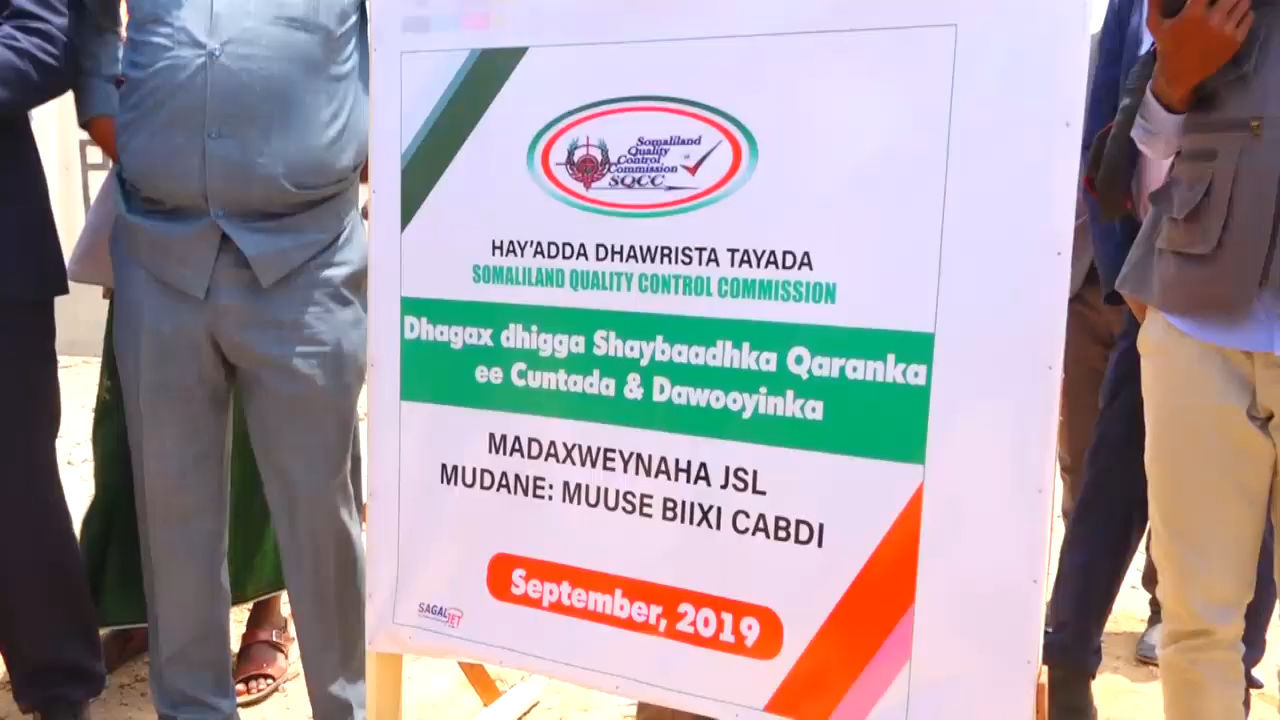 Somaliland
Quality
Control
Commission
SQCC
HAY'ADDA DHAWRISTA TAYADA
SOMALILAND QUALITY CONTROL COMMISSION
Dhagax dhigga Shaybaadhka Qaranka
ee Cuntada & Dawooyinka
MADAXWEYNAHA JSL
MUDANE: MUUSE BIIXI CABDI
September, 2019
SAGAL JET